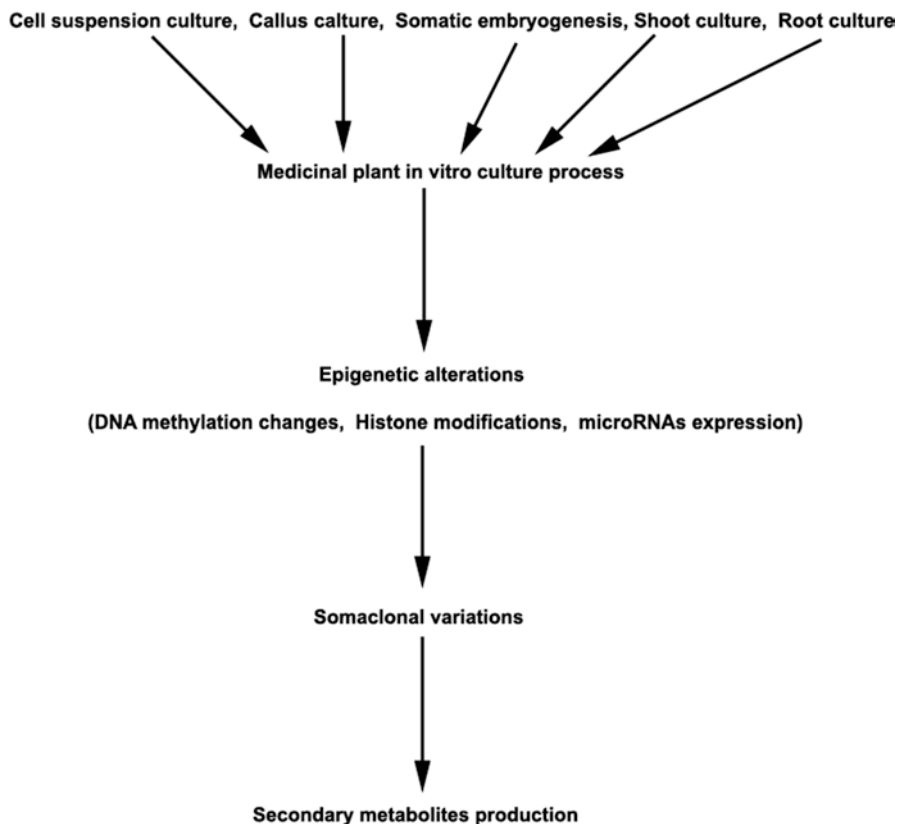 Cell suspension culture, Callus calture, Somatic embryogenesis, Shoot culture, Root culture
Medicinal plant in vitro culture process
Epigenetic alterations
(DNA methylation changes, Histone modifications, microRNAs expression)
Somaclonal variations
Secondary metabolites production